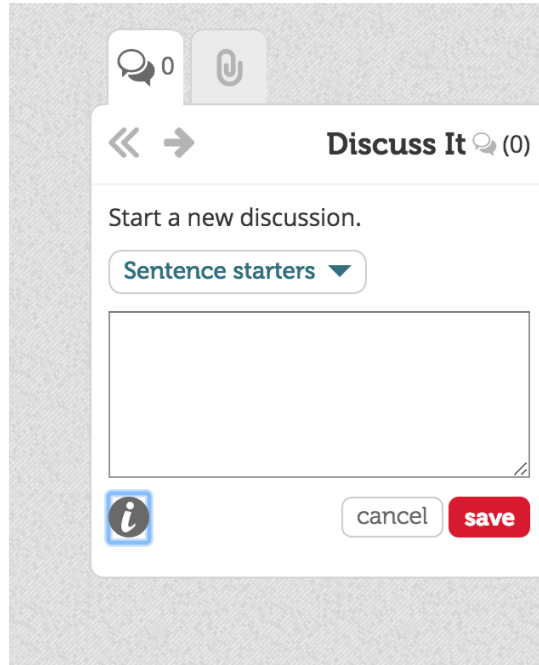 0
Discuss It (0)
Start a new discussion.
Sentence starters
i
cancel save